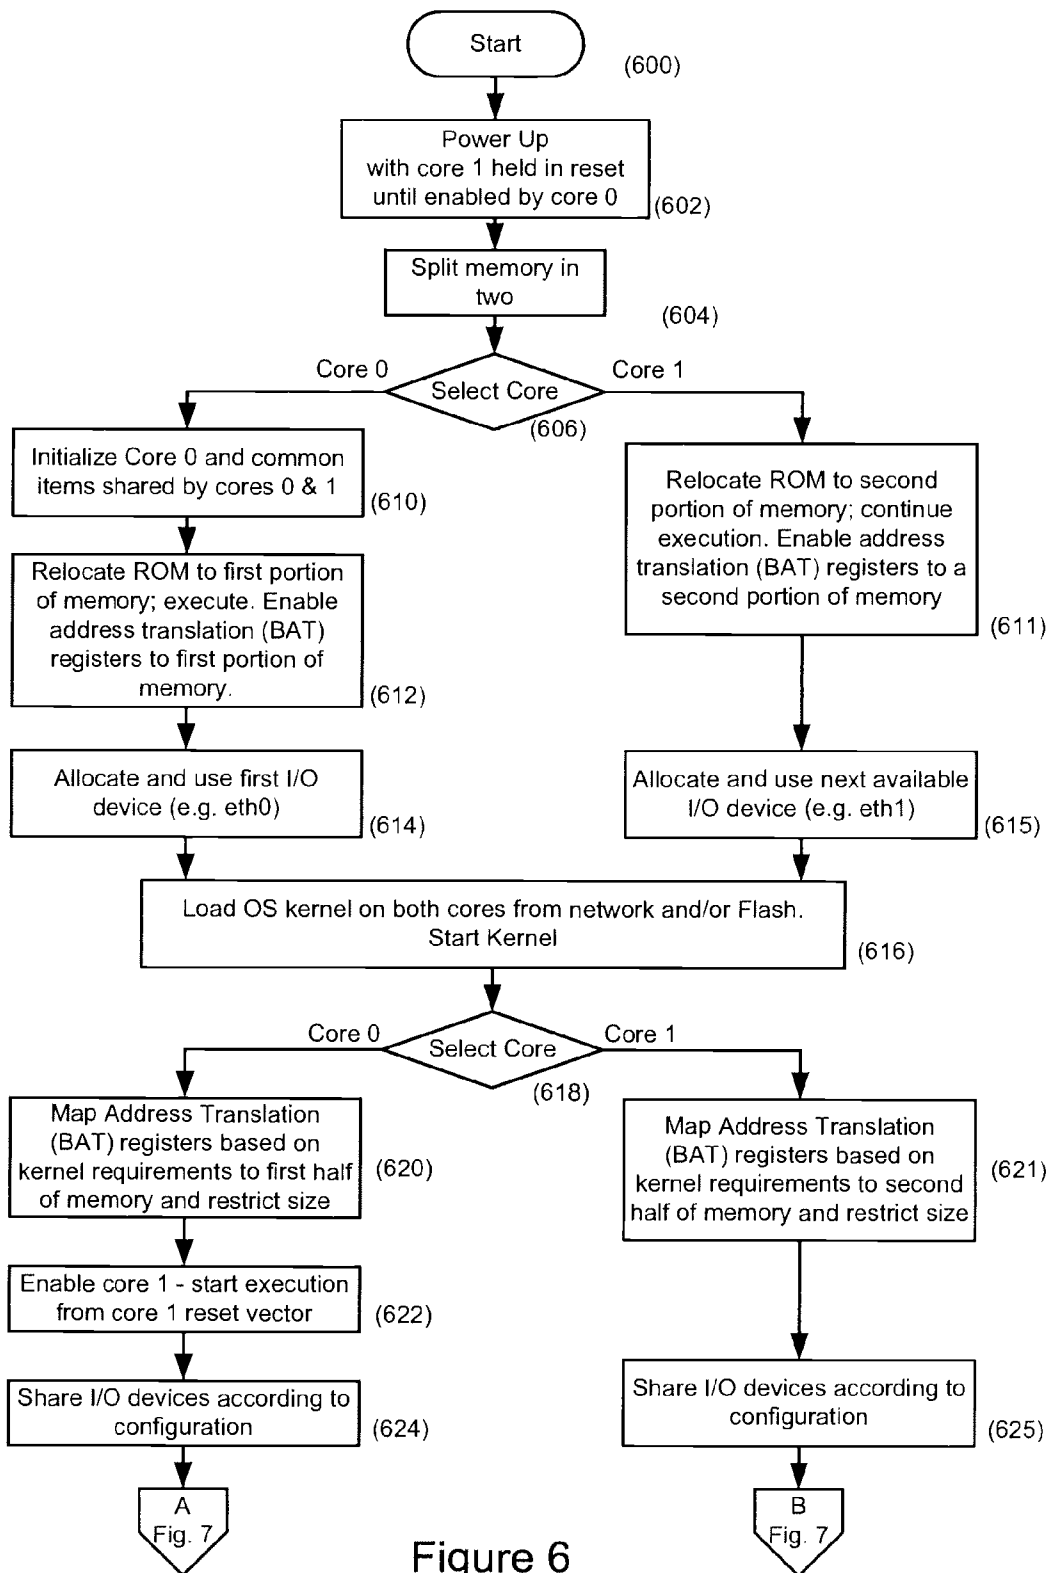 Start
(600)
Power Up
with core 1 held in reset
until enabled by core 0
(602)
Split memory in
two
(604)
Core 0
Select Core
Core 1
(606)
Initialize Core 0 and common
items shared by cores 0 & 1
(610)
Relocate ROM to second
portion of memory; continue
execution. Enable address
translation (BAT) registers to a
second portion of memory
(611)
Relocate ROM to first portion
of memory; execute. Enable
address translation (BAT)
registers to first portion of
memory.
(612)
Allocate and use first I/O
device (e.g. eth0)
(614)
Allocate and use next available
I/O device (e.g. eth1)
(615)
Load OS kernel on both cores from network and/or Flash.
Start Kernel
(616)
Core 0
Select Core
Core 1
(618)
Map Address Translation
(BAT) registers based on
kernel requirements to first half
of memory and restrict size
(620)
Map Address Translation
(BAT) registers based on
kernel requirements to second
half of memory and restrict size
(621)
Enable core 1 - start execution
from core 1 reset vector
(622)
Share I/O devices according to
configuration
(624)
Share I/O devices according to
configuration
(625)
A
Fig. 7
B
Fig. 7
Figure 6